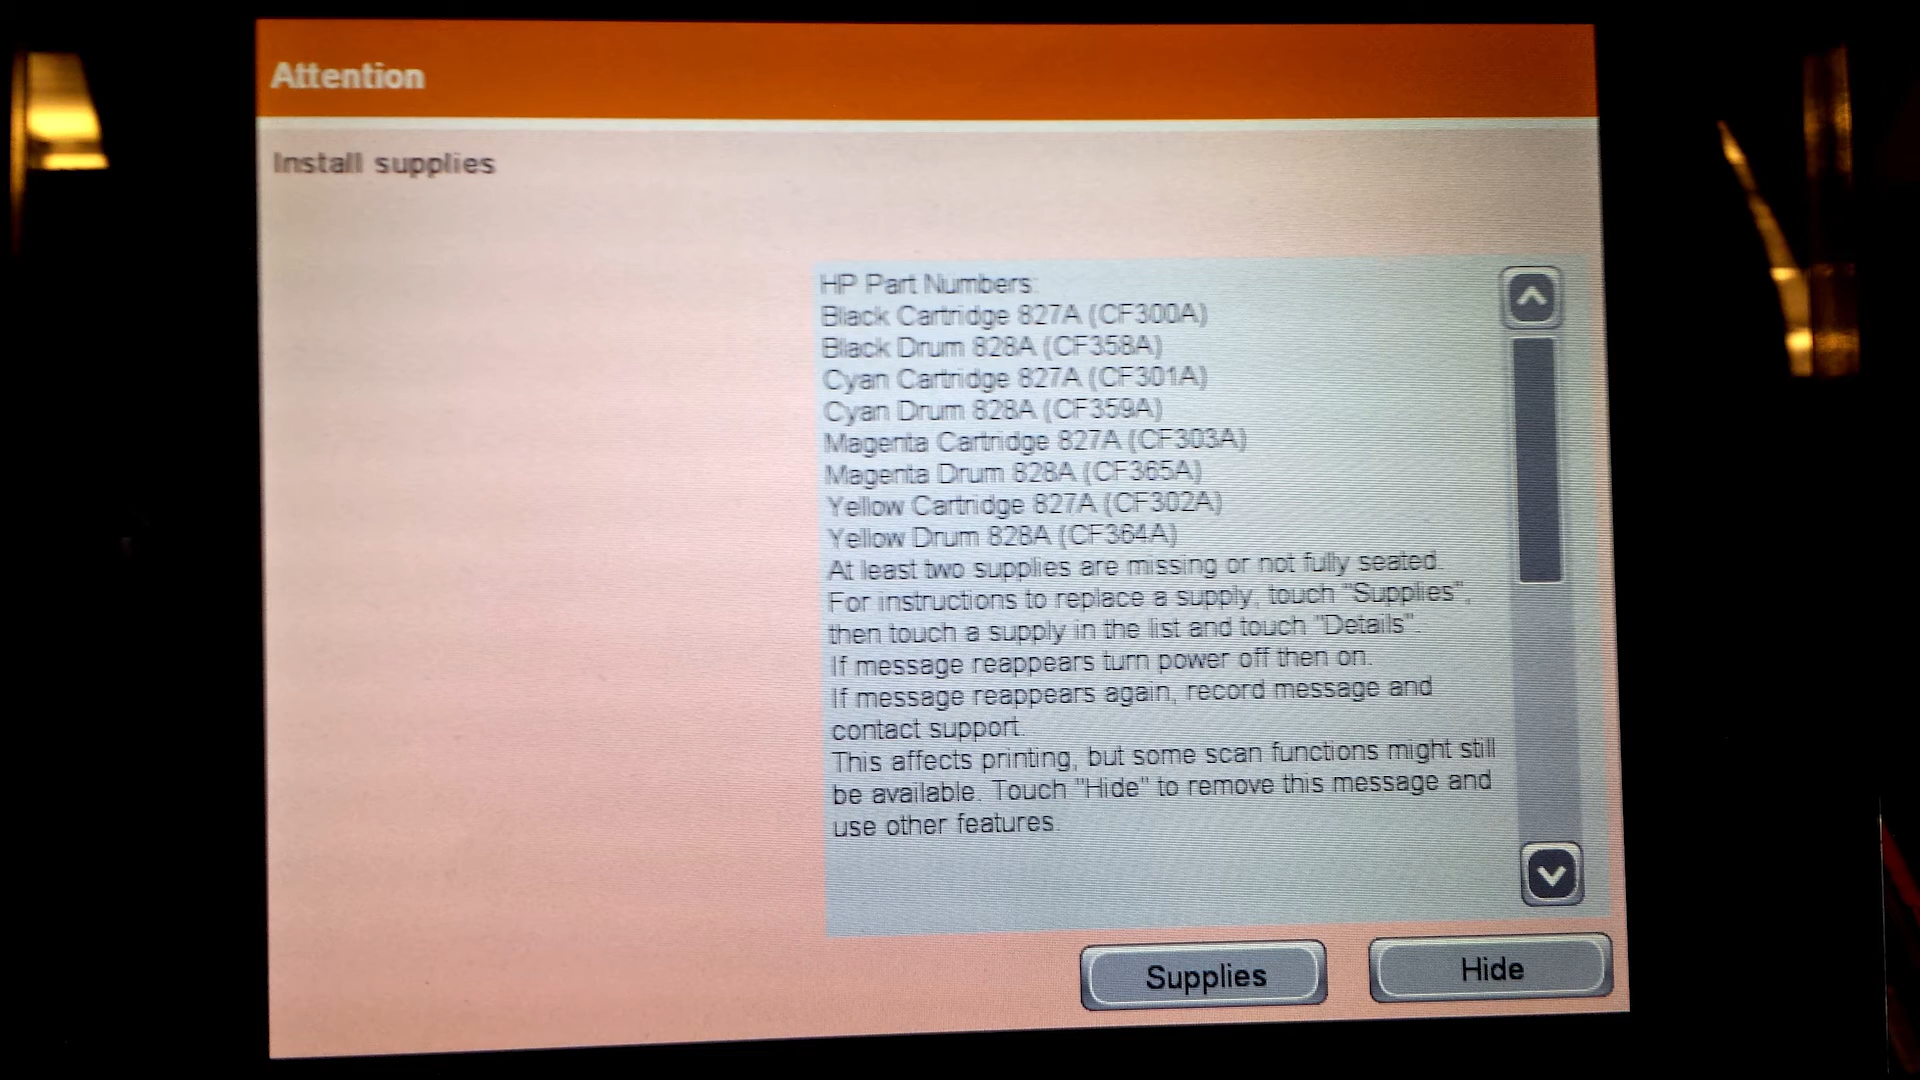 Attention
Install supplies
HP Part Numbers:
Black Cartridge 827A (CF300A)
Black Drum 828A (CF358A)
Cyan Cartridge 827A (CF301A)
Cyan Drum 828A (CF359A)
Magenta Cartridge 827A (CF303A)
Magenta Drum 828A (CF365A)
Yellow Cartridge 827A (CF302A)
Yellow Drum 828A (CF364A)
At least two supplies are missing or not fully seated.
For instructions to replace a supply, touch "Supplies",
then touch a supply in the list and touch "Details".
If message reappears turn power off then on.
If message reappears again, record message and
contact support.
This affects printing, but some scan functions might still
be available. Touch "Hide" to remove this message and
use other features.
Supplies
Hide